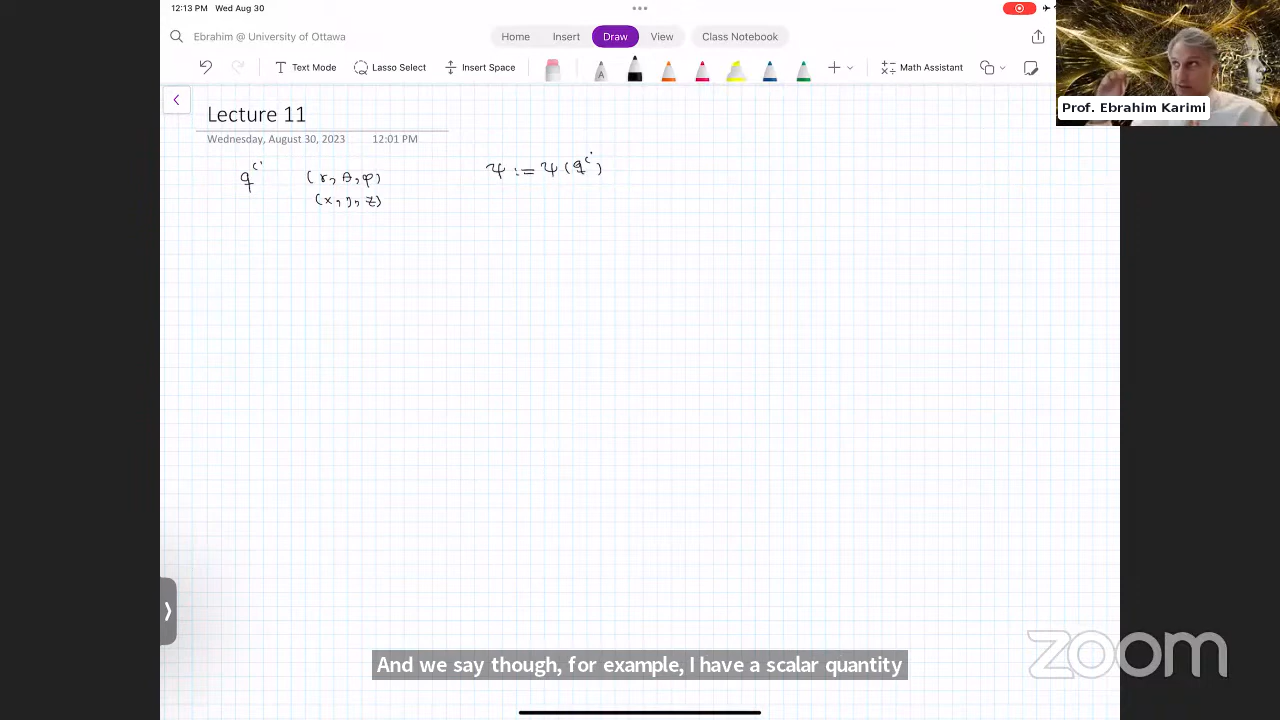 12:13 PM Wed Aug 30
Ebrahim @ University of Ottawa
Home Insert Draw View Class Notebook
Text Mode Lasso Select Insert Space A Math Assistant
Prof. Ebrahim Karimi
Lecture 11
Wednesday, August 30, 2023 12:01 PM
qⁱ (r, θ, φ) ψ := ψ(qⁱ)
(x, y, z)
And we say though, for example, I have a scalar quantity
zoom